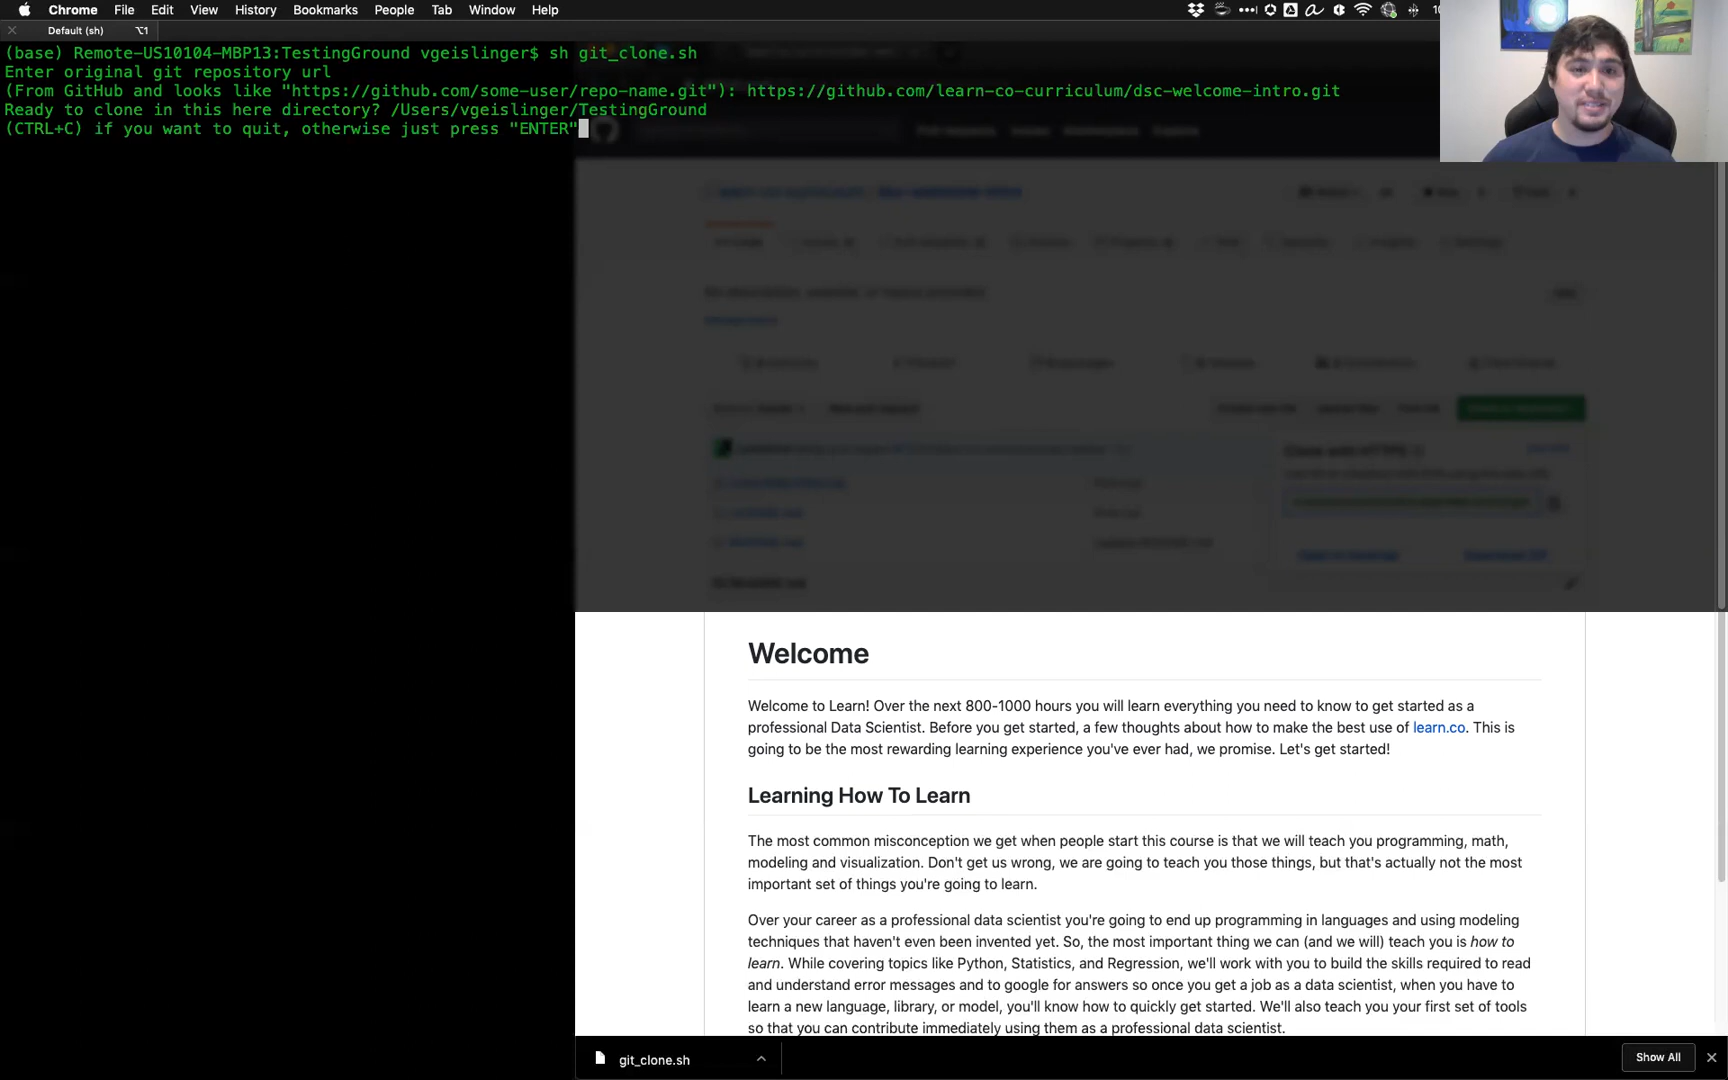 Chrome File Edit View History Bookmarks People Tab Window Help
Default (sh) ⌥1
(base) Remote-US10104-MBP13:TestingGround vgeislinger$ sh git_clone.sh
Enter original git repository url
(From GitHub and looks like "https://github.com/some-user/repo-name.git"): https://github.com/learn-co-curriculum/dsc-welcome-intro.git
Ready to clone in this here directory? /Users/vgeislinger/TestingGround
(CTRL+C) if you want to quit, otherwise just press "ENTER"
Welcome
Welcome to Learn! Over the next 800-1000 hours you will learn everything you need to know to get started as a
professional Data Scientist. Before you get started, a few thoughts about how to make the best use of learn.co. This is
going to be the most rewarding learning experience you've ever had, we promise. Let's get started!
Learning How To Learn
The most common misconception we get when people start this course is that we will teach you programming, math,
modeling and visualization. Don't get us wrong, we are going to teach you those things, but that's actually not the most
important set of things you're going to learn.
Over your career as a professional data scientist you're going to end up programming in languages and using modeling
techniques that haven't even been invented yet. So, the most important thing we can (and we will) teach you is how to
learn. While covering topics like Python, Statistics, and Regression, we'll work with you to build the skills required to read
and understand error messages and to google for answers so once you get a job as a data scientist, when you have to
learn a new language, library, or model, you'll know how to quickly get started. We'll also teach you your first set of tools
so that you can contribute immediately using them as a professional data scientist.
git_clone.sh
Show All